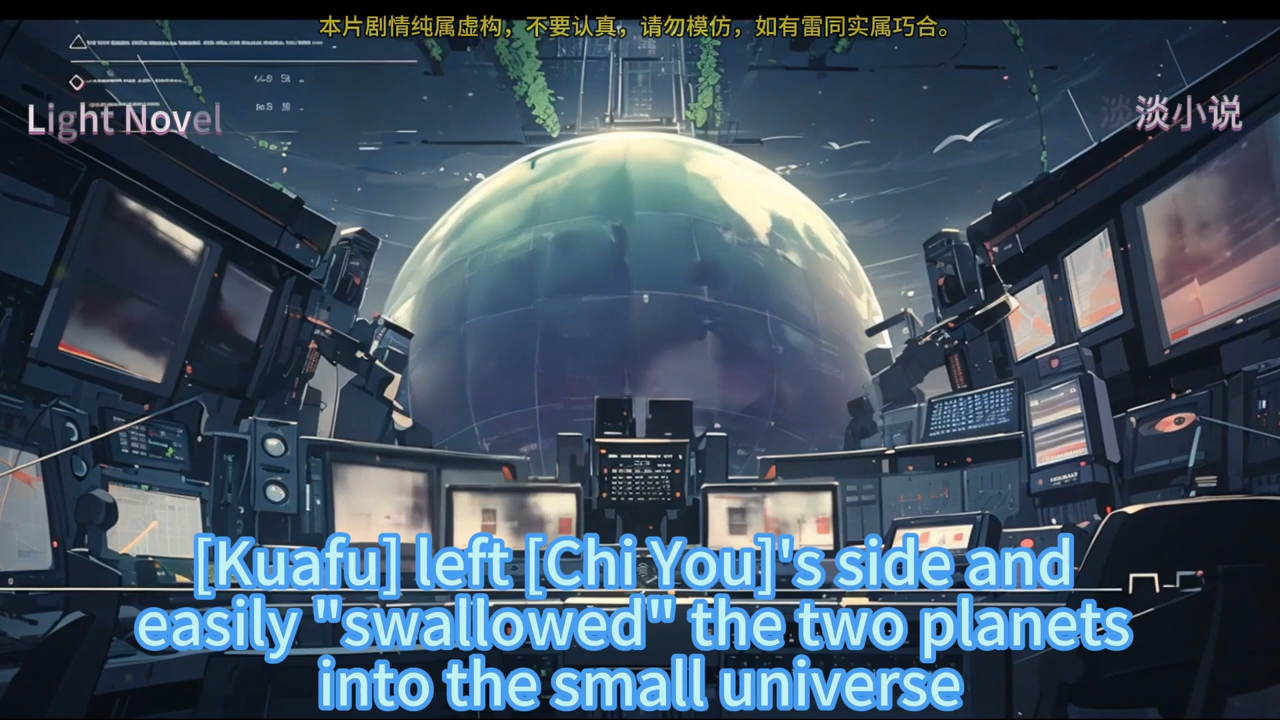 本片剧情纯属虚构，不要认真，请勿模仿，如有雷同实属巧合。
Light Novel
淡淡小说
[Kuafu] left [Chi You]'s side and
easily "swallowed" the two planets
into the small universe